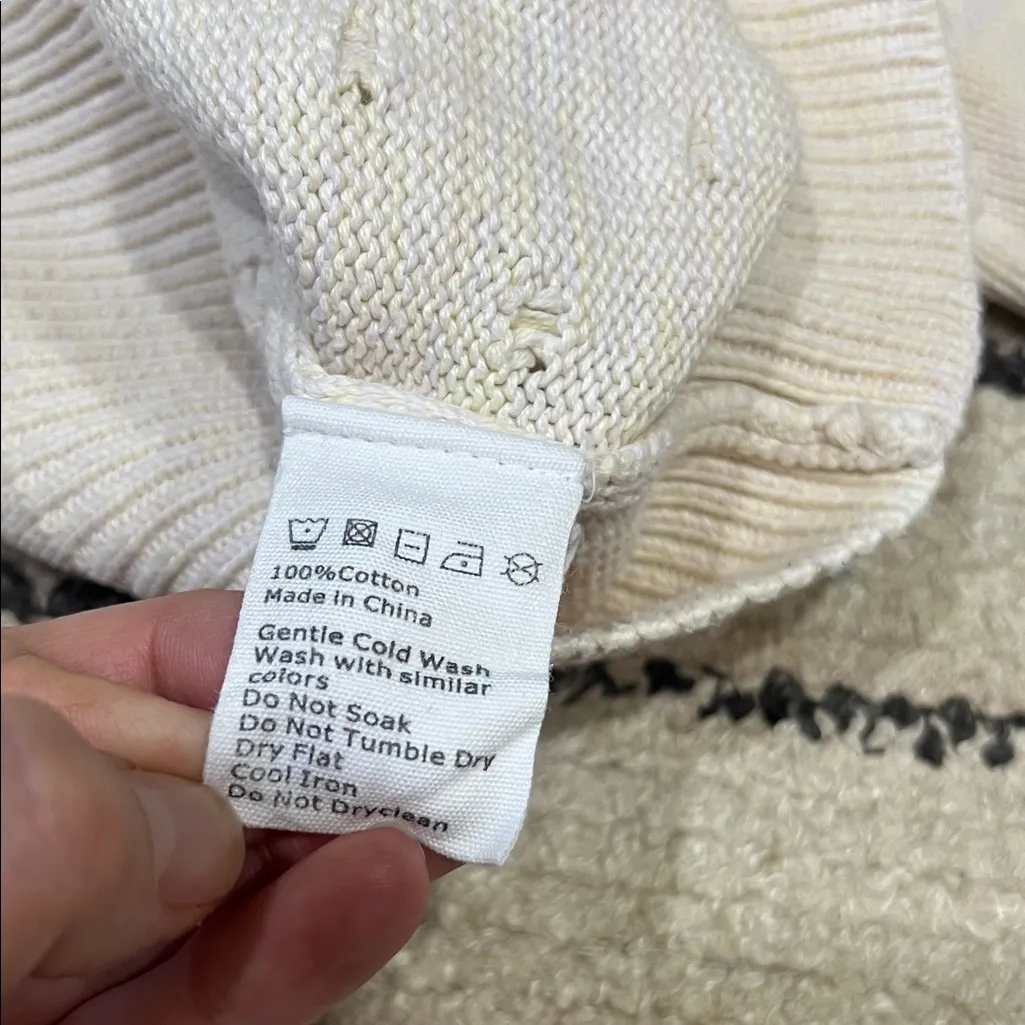 100%Cotton
Made in China
Gentle Cold Wash
Wash with similar
colors
Do Not Soak
Do Not Tumble Dry
Dry Flat
Cool Iron
Do Not Dryclean